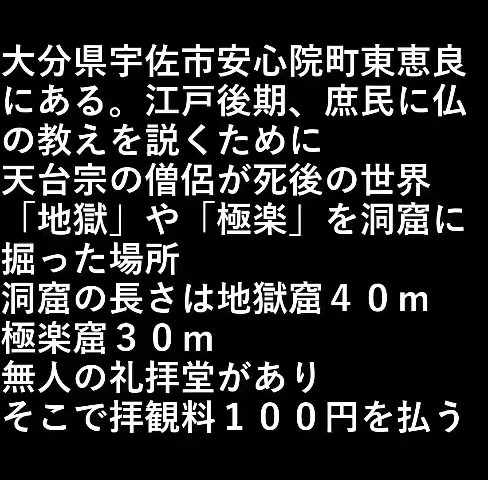 大分県宇佐市安心院町東恵良
にある。江戸後期、庶民に仏
の教えを説くために
天台宗の僧侶が死後の世界
「地獄」や「極楽」を洞窟に
掘った場所
洞窟の長さは地獄窟４０ｍ
極楽窟３０ｍ
無人の礼拝堂があり
そこで拝観料１００円を払う